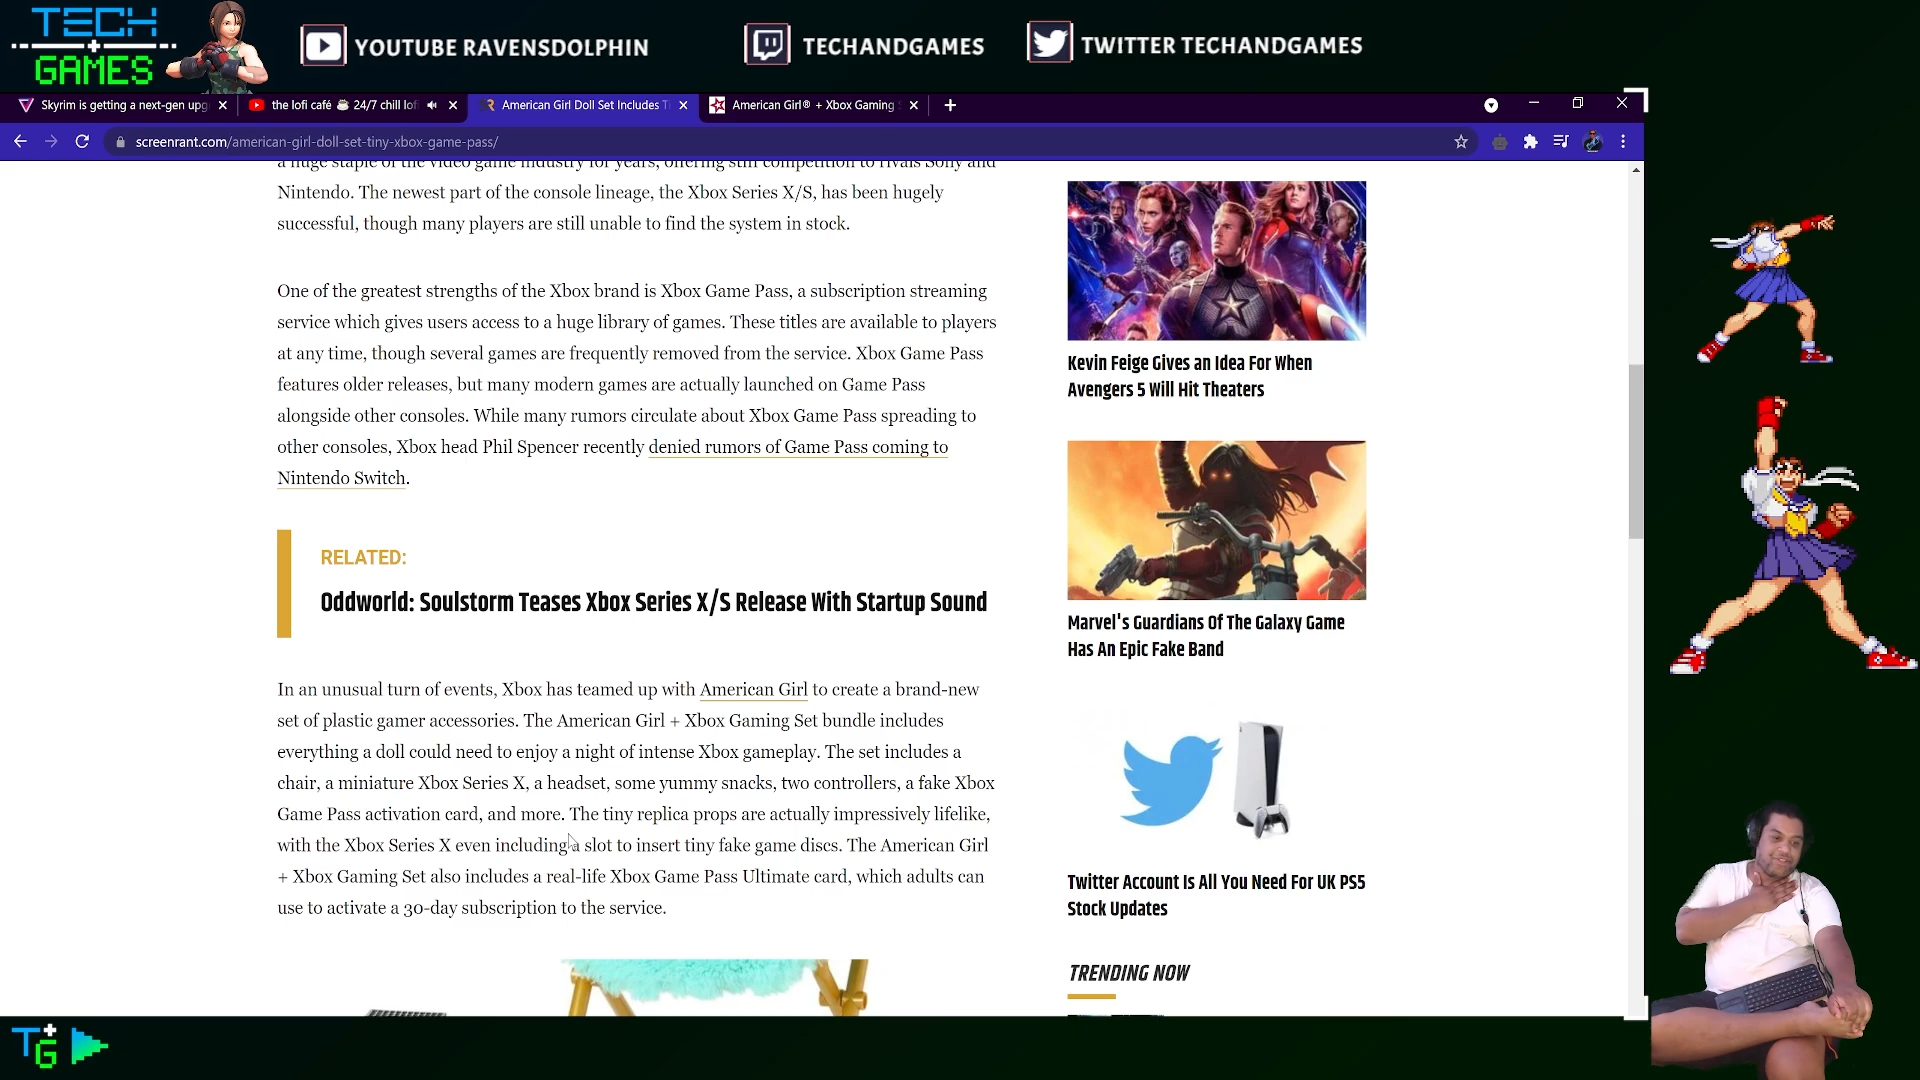 TECH
GAMES
YOUTUBE RAVENSDOLPHIN
TECHANDGAMES
TWITTER TECHANDGAMES
Skyrim is getting a next-gen upg
the lofi café ☕ 24/7 chill lof
American Girl Doll Set Includes T
American Girl® + Xbox Gaming
screenrant.com/american-girl-doll-set-tiny-xbox-game-pass/
a huge staple of the video game industry for years, offering stiff competition to rivals Sony and
Nintendo. The newest part of the console lineage, the Xbox Series X/S, has been hugely
successful, though many players are still unable to find the system in stock.
One of the greatest strengths of the Xbox brand is Xbox Game Pass, a subscription streaming
service which gives users access to a huge library of games. These titles are available to players
at any time, though several games are frequently removed from the service. Xbox Game Pass
features older releases, but many modern games are actually launched on Game Pass
alongside other consoles. While many rumors circulate about Xbox Game Pass spreading to
other consoles, Xbox head Phil Spencer recently denied rumors of Game Pass coming to
Nintendo Switch.
RELATED:
Oddworld: Soulstorm Teases Xbox Series X/S Release With Startup Sound
In an unusual turn of events, Xbox has teamed up with American Girl to create a brand-new
set of plastic gamer accessories. The American Girl + Xbox Gaming Set bundle includes
everything a doll could need to enjoy a night of intense Xbox gameplay. The set includes a
chair, a miniature Xbox Series X, a headset, some yummy snacks, two controllers, a fake Xbox
Game Pass activation card, and more. The tiny replica props are actually impressively lifelike,
with the Xbox Series X even including a slot to insert tiny fake game discs. The American Girl
+ Xbox Gaming Set also includes a real-life Xbox Game Pass Ultimate card, which adults can
use to activate a 30-day subscription to the service.
Kevin Feige Gives an Idea For When
Avengers 5 Will Hit Theaters
Marvel's Guardians Of The Galaxy Game
Has An Epic Fake Band
Twitter Account Is All You Need For UK PS5
Stock Updates
TRENDING NOW
T+G